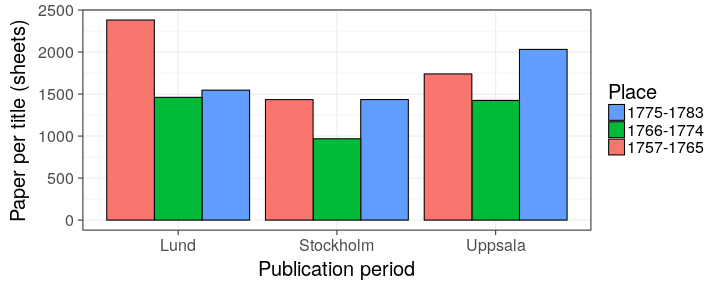 Paper per title (sheets)
2500
2000
1500
1000
500
0
Lund Stockholm Uppsala
Publication period
Place
1775-1783
1766-1774
1757-1765